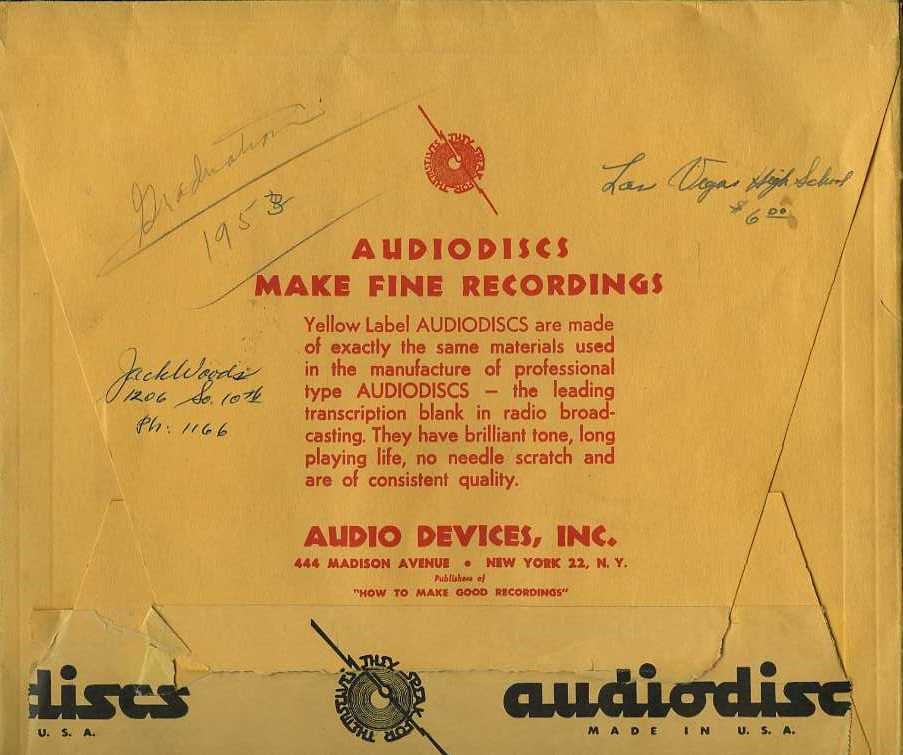 Graduation
1953
THEY SPEAK FOR THEMSELVES
Las Vegas High School
$6 00
AUDIODISCS
MAKE FINE RECORDINGS
Yellow Label AUDIODISCS are made
of exactly the same materials used
in the manufacture of professional
type AUDIODISCS – the leading
transcription blank in radio broad-
casting. They have brilliant tone, long
playing life, no needle scratch and
are of consistent quality.
Jack Woods
1206 So. 10th
Ph: 1166
AUDIO DEVICES, INC.
444 MADISON AVENUE • NEW YORK 22, N. Y.
Publishers of
"HOW TO MAKE GOOD RECORDINGS"
discs
U. S. A.
THEY SPEAK FOR THEMSELVES
audiodisc
MADE IN U.S.A.